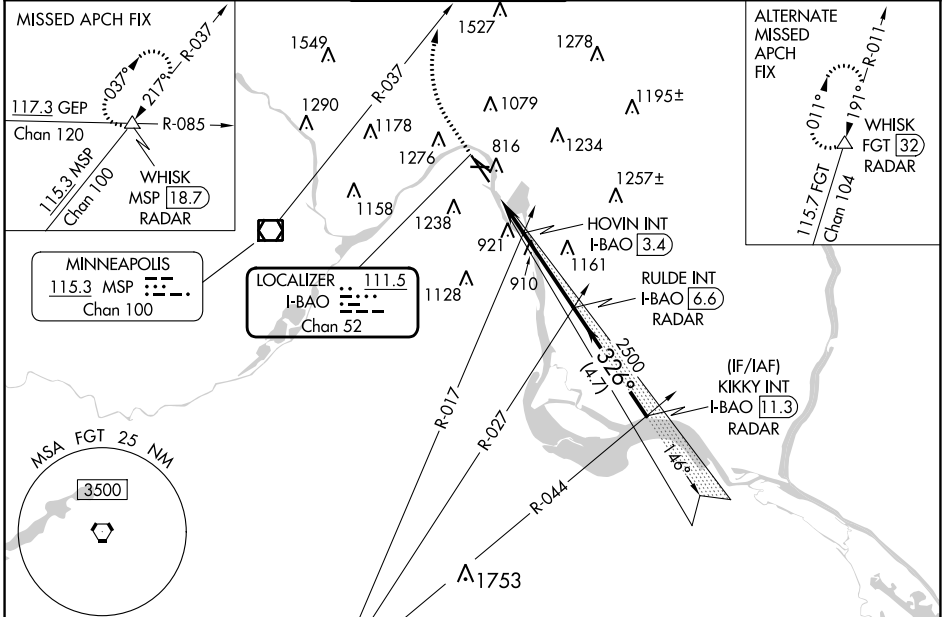 MISSED APCH FIX
037°
217°
R-037
117.3 GEP
Chan 120
R-085
115.3 MSP
Chan 100
WHISK
MSP 18.7
RADAR
ALTERNATE
MISSED
APCH
FIX
R-011
011°
191°
WHISK
FGT 32
RADAR
115.7 FGT
Chan 104
1549
1527
1278
1290
1178
1276
1079
1195±
816
1234
1158
1238
1257±
921
910
1161
1128
R-037
MINNEAPOLIS
115.3 MSP
Chan 100
LOCALIZER 111.5
I-BAO
Chan 52
HOVIN INT
I-BAO 3.4
RULDE INT
I-BAO 6.6
RADAR
2500
326°
(4.7)
(IF/IAF)
KIKKY INT
I-BAO 11.3
RADAR
146°
R-017
R-027
R-044
1753
MSA FGT 25 NM
3500